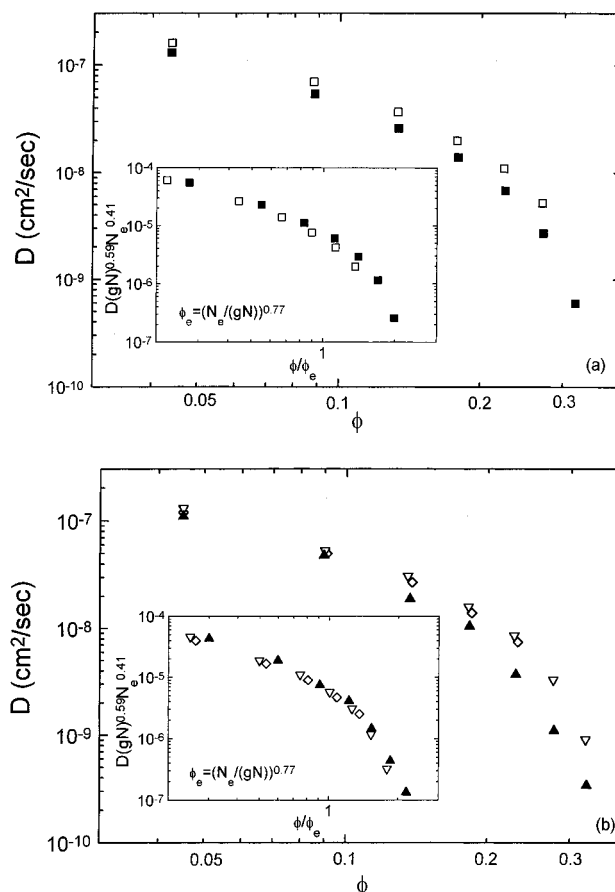 (a)
D (cm²/sec)
10⁻⁷
10⁻⁸
10⁻⁹
10⁻¹⁰
0.05
0.1
0.2
0.3
ϕ
D(gN)^0.59 N_e^0.41
10⁻⁴
10⁻⁵
10⁻⁶
10⁻⁷
ϕ_e=(N_e/(gN))^0.77
1
ϕ/ϕ_e
(b)
D (cm²/sec)
10⁻⁷
10⁻⁸
10⁻⁹
10⁻¹⁰
0.05
0.1
0.2
0.3
ϕ
D(gN)^0.59 N_e^0.41
10⁻⁴
10⁻⁵
10⁻⁶
10⁻⁷
ϕ_e=(N_e/(gN))^0.77
1
ϕ/ϕ_e